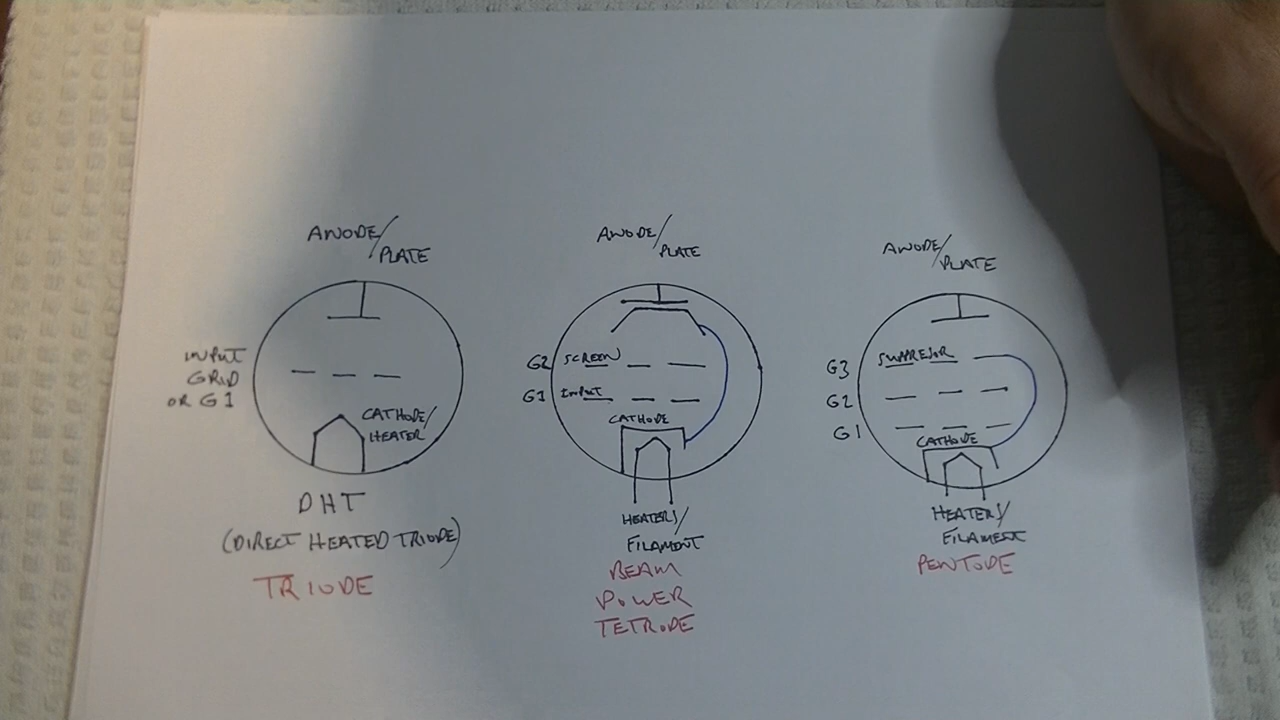 ANODE/
PLATE
INPUT
GRID
OR G1
CATHODE/
HEATER
DHT
(DIRECT HEATED TRIODE)
TRIODE
ANODE/
PLATE
G2 SCREEN
G1 INPUT
CATHODE
HEATERS/
FILAMENT
BEAM
POWER
TETRODE
ANODE/
PLATE
G3 SUPPRESOR
G2
G1
CATHODE
HEATERS/
FILAMENT
PENTODE